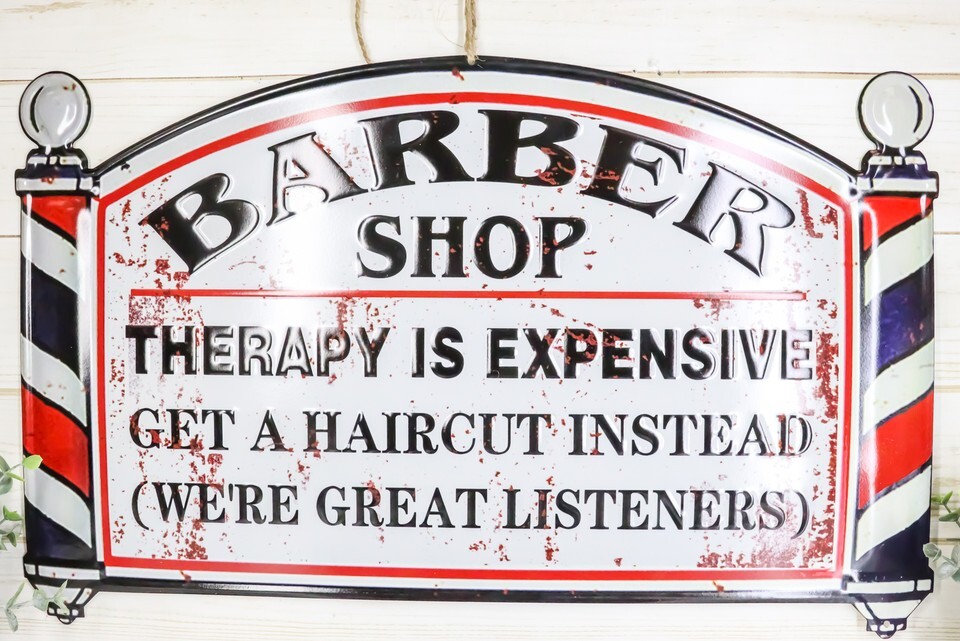 BARBER
SHOP
THERAPY IS EXPENSIVE
GET A HAIRCUT INSTEAD
(WE'RE GREAT LISTENERS)